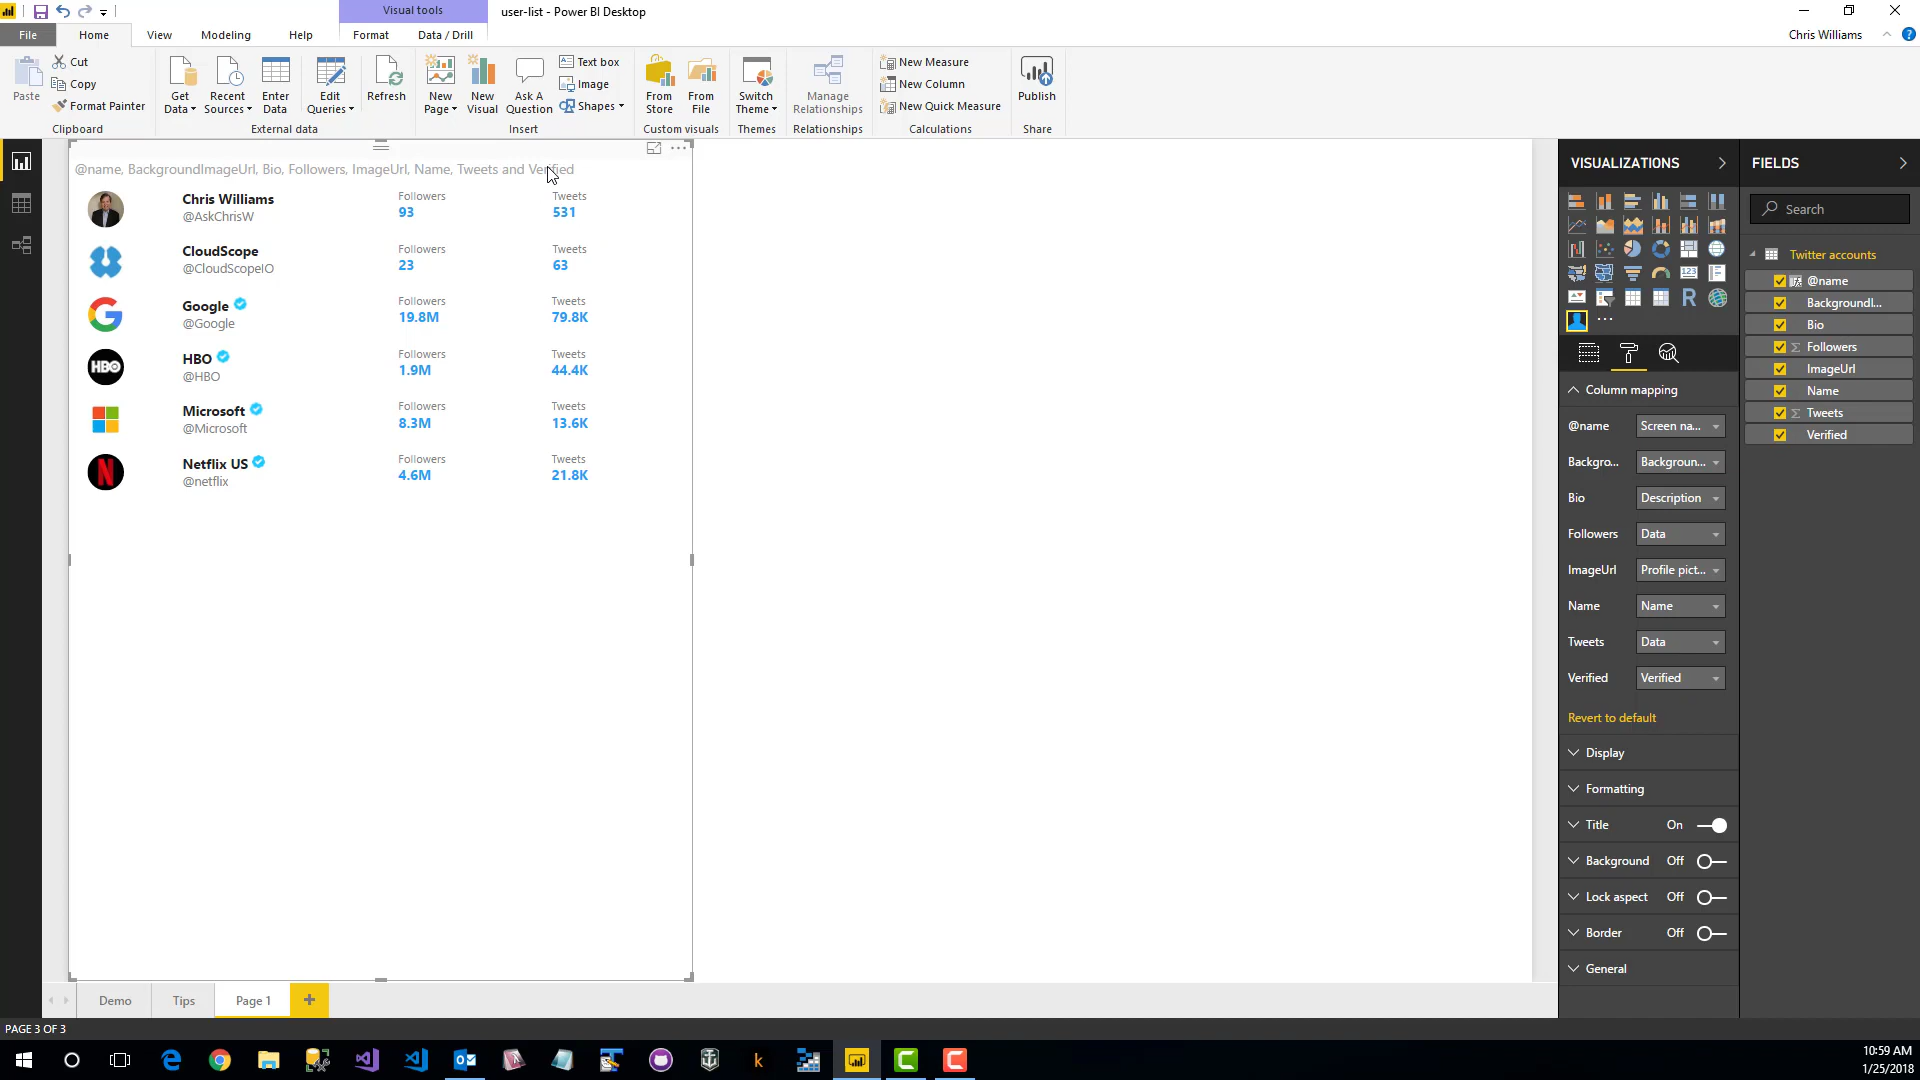 Visual tools
user-list - Power BI Desktop
File
Home
View
Modeling
Help
Format
Data / Drill
Chris Williams
?
Paste
Cut
Copy
Format Painter
Clipboard
Get
Data
Recent
Sources
Enter
Data
Edit
Queries
External data
Refresh
New
Page
New
Visual
Ask A
Question
Text box
Image
Shapes
Insert
From
Store
From
File
Custom visuals
Switch
Theme
Themes
Manage
Relationships
Relationships
New Measure
New Column
New Quick Measure
Calculations
Publish
Share
@name, BackgroundImageUrl, Bio, Followers, ImageUrl, Name, Tweets and Verified
Chris Williams
@AskChrisW
Followers
93
Tweets
531
CloudScope
@CloudScopeIO
Followers
23
Tweets
63
Google
@Google
Followers
19.8M
Tweets
79.8K
HBO
HBO
@HBO
Followers
1.9M
Tweets
44.4K
Microsoft
@Microsoft
Followers
8.3M
Tweets
13.6K
N
Netflix US
@netflix
Followers
4.6M
Tweets
21.8K
VISUALIZATIONS
123
R
Column mapping
@name
Screen na...
Backgro...
Backgroun...
Bio
Description
Followers
Data
ImageUrl
Profile pict...
Name
Name
Tweets
Data
Verified
Verified
Revert to default
Display
Formatting
Title
On
Background
Off
Lock aspect
Off
Border
Off
General
FIELDS
Search
Twitter accounts
@name
BackgroundI...
Bio
Σ Followers
ImageUrl
Name
Σ Tweets
Verified
Demo
Tips
Page 1
+
PAGE 3 OF 3
k
10:59 AM
1/25/2018